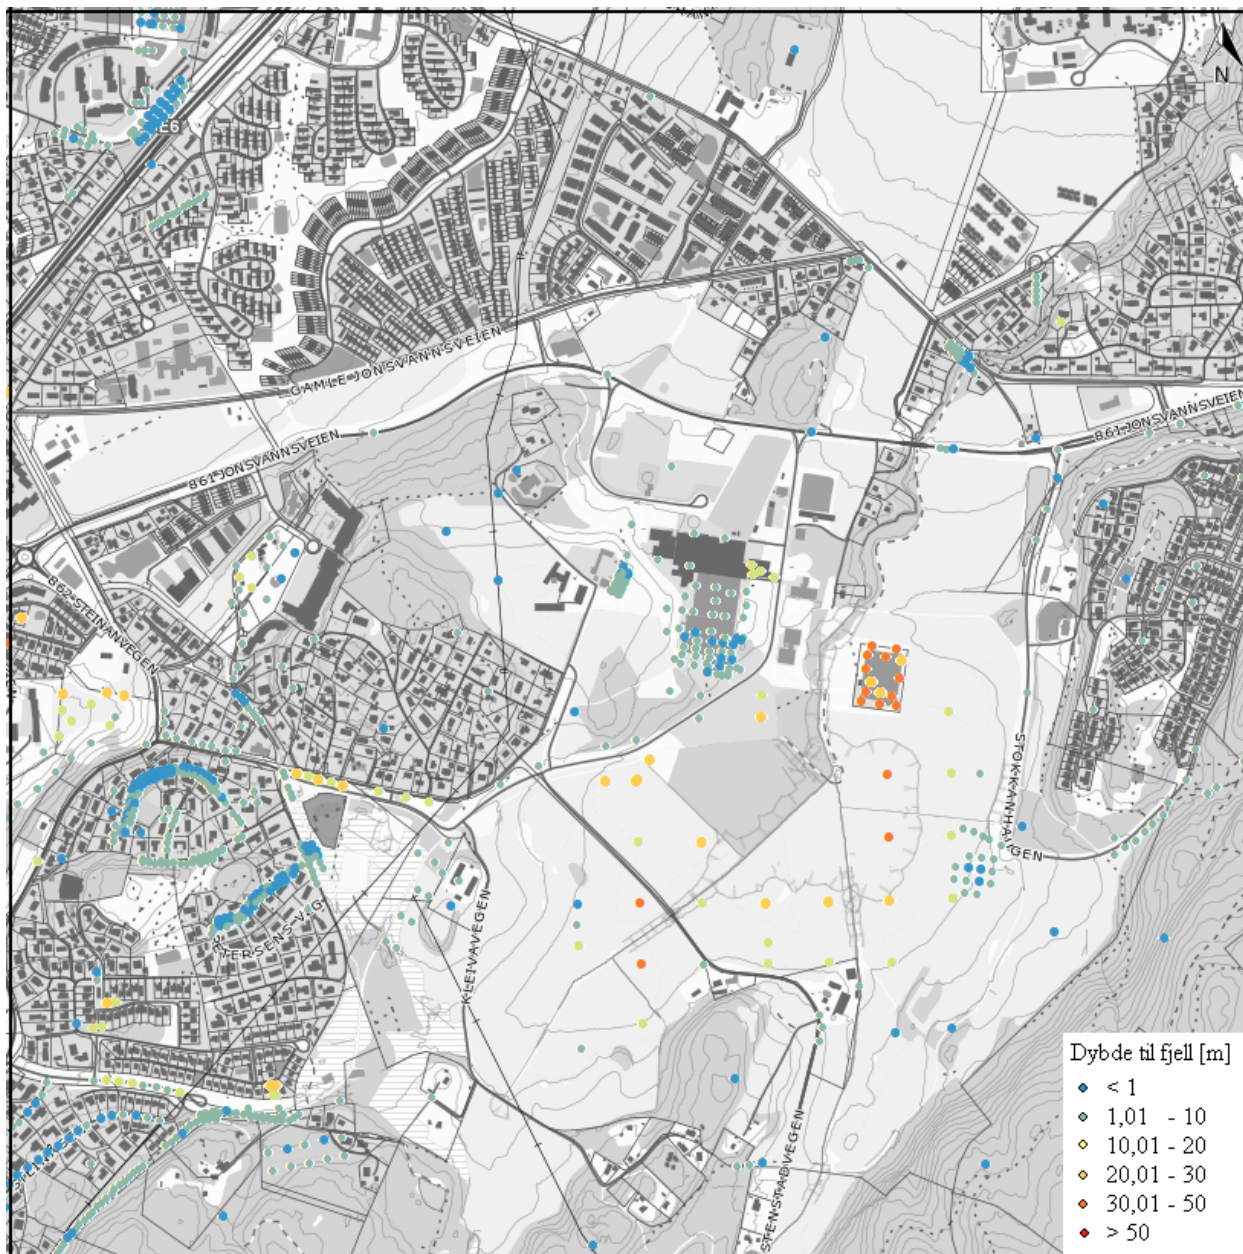 N
E6
GAMLE JONSVANNSVEIEN
861 JONSVANNSVEIEN
861 JONSVANNSVEIEN
862 STEINANVEGEN
STOKKANHAUGEN
PETERSENS V.G
KLEIVAVEGEN
STENSTADVEGEN
Dybde til fjell [m]
< 1
1,01 - 10
10,01 - 20
20,01 - 30
30,01 - 50
> 50